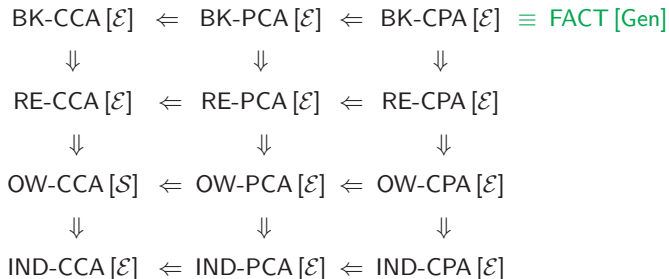 BK-CCA [ℰ] ⇐ BK-PCA [ℰ] ⇐ BK-CPA [ℰ] ≡ FACT [Gen]
⇓ ⇓ ⇓
RE-CCA [ℰ] ⇐ RE-PCA [ℰ] ⇐ RE-CPA [ℰ]
⇓ ⇓ ⇓
OW-CCA [𝒮] ⇐ OW-PCA [ℰ] ⇐ OW-CPA [ℰ]
⇓ ⇓ ⇓
IND-CCA [ℰ] ⇐ IND-PCA [ℰ] ⇐ IND-CPA [ℰ]